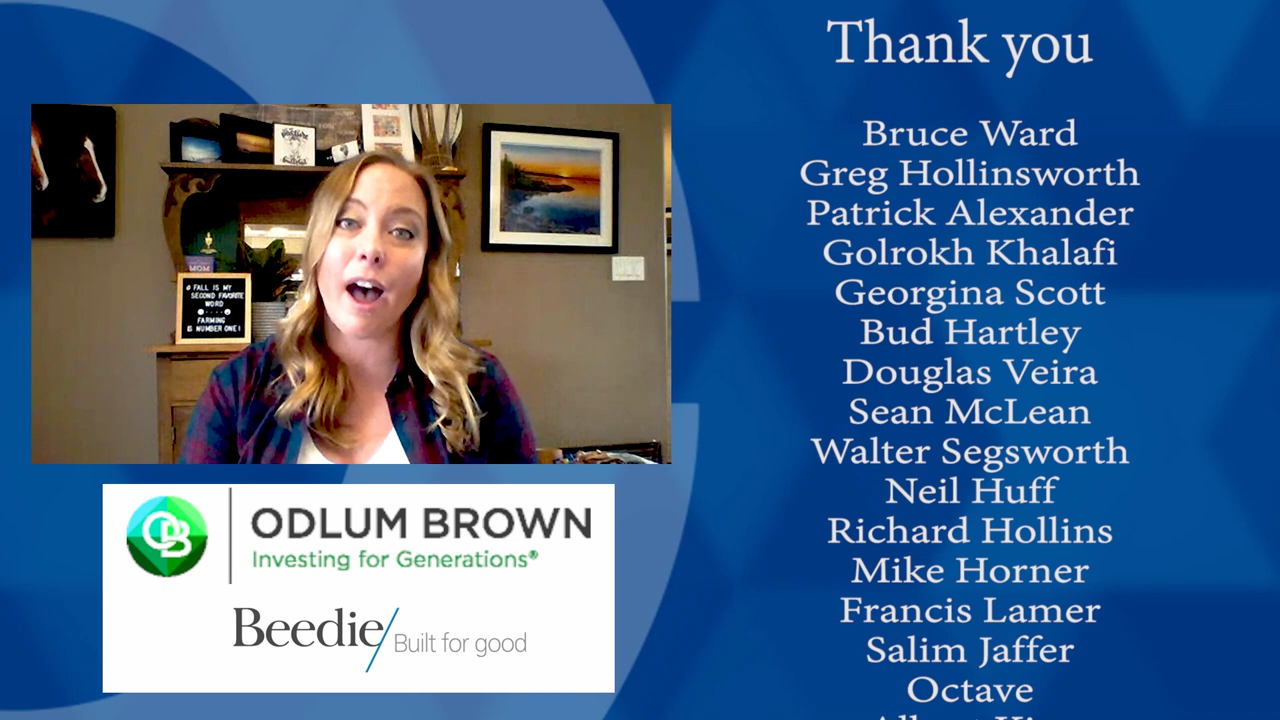 Thank you
Bruce Ward
Greg Hollinsworth
Patrick Alexander
Golrokh Khalafi
Georgina Scott
Bud Hartley
Douglas Veira
Sean McLean
Walter Segsworth
Neil Huff
Richard Hollins
Mike Horner
Francis Lamer
Salim Jaffer
Octave
MOM
FALL IS MY
SECOND FAVORITE
WORD
FARMING
IS NUMBER ONE!
OB
ODLUM BROWN
Investing for Generations®
Beedie/
Built for good